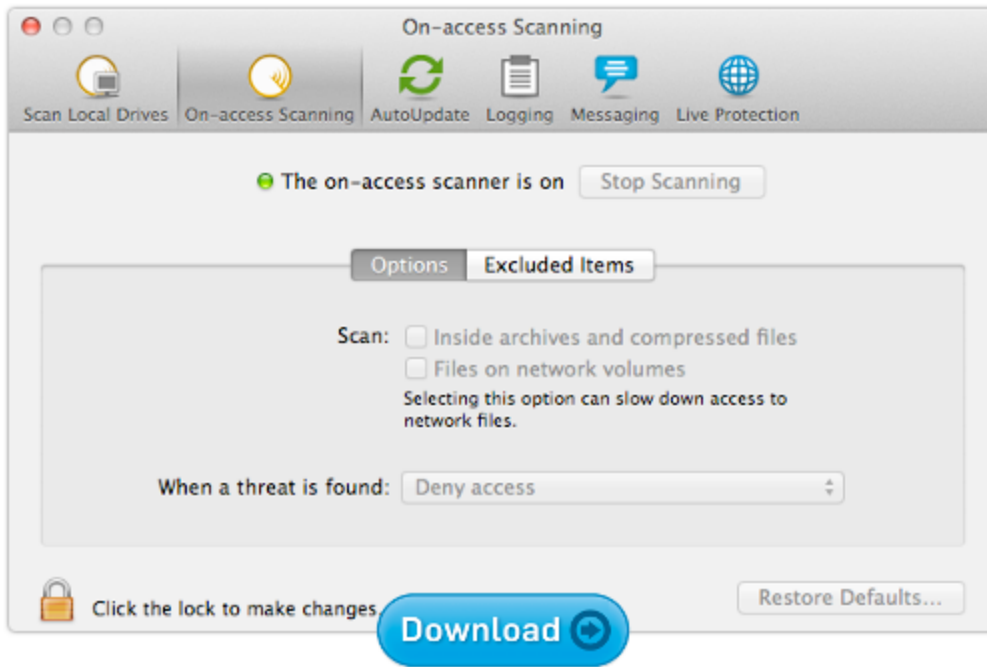 On-access Scanning
Scan Local Drives On-access Scanning AutoUpdate Logging Messaging Live Protection
The on-access scanner is on Stop Scanning
Options Excluded Items
Scan: Inside archives and compressed files
Files on network volumes
Selecting this option can slow down access to
network files.
When a threat is found: Deny access
Click the lock to make changes.
Restore Defaults...
Download